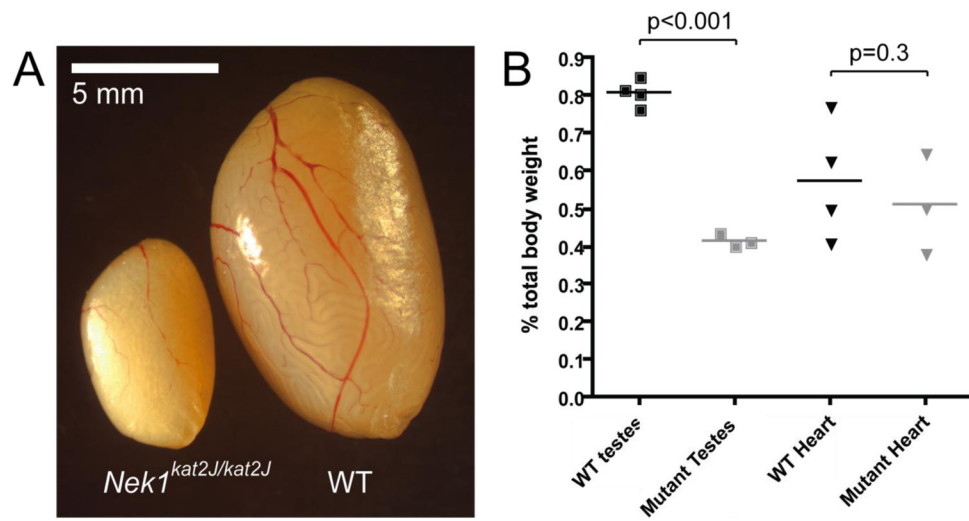 A
5 mm
Nek1kat2J/kat2J
WT
B
p<0.001
p=0.3
% total body weight
0.9
0.8
0.7
0.6
0.5
0.4
0.3
0.2
0.1
0.0
WT testes
Mutant Testes
WT Heart
Mutant Heart